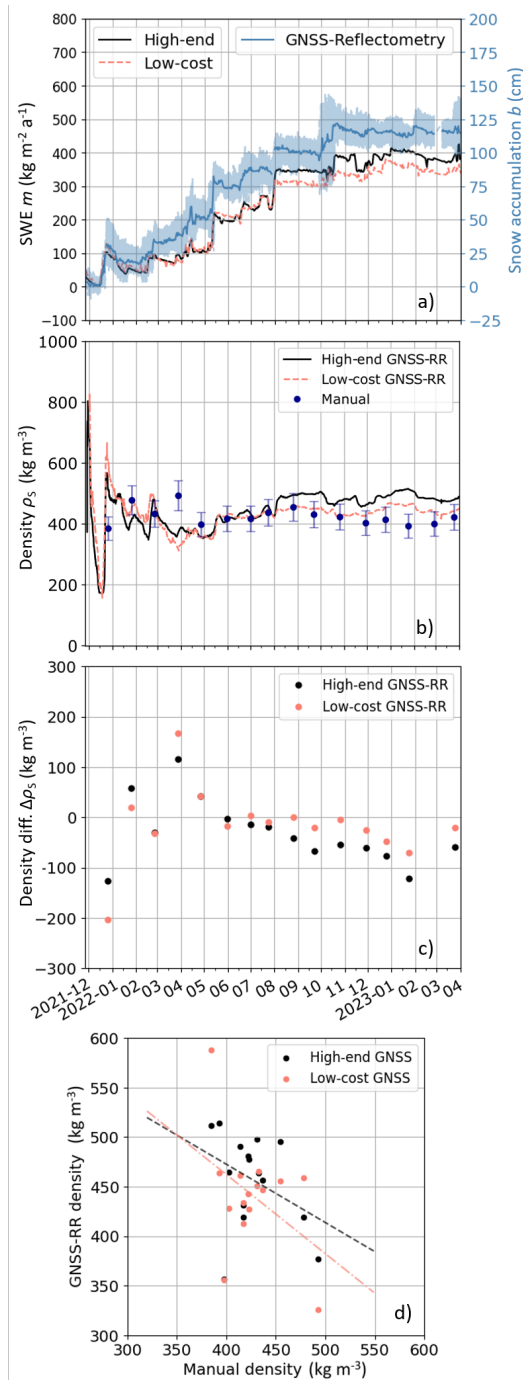 800
700
600
500
400
300
200
100
0
−100
SWE m (kg m⁻² a⁻¹)
High-end
Low-cost
GNSS-Reflectometry
200
175
150
125
100
75
50
25
0
−25
Snow accumulation b (cm)
a)
1000
800
600
400
200
0
Density ρs (kg m⁻³)
High-end GNSS-RR
Low-cost GNSS-RR
Manual
b)
300
200
100
0
−100
−200
−300
Density diff. Δρs (kg m⁻³)
High-end GNSS-RR
Low-cost GNSS-RR
c)
2021-12
2022-01
02
03
04
05
06
07
08
09
10
11
12
2023-01
02
03
04
600
550
500
450
400
350
300
GNSS-RR density (kg m⁻³)
High-end GNSS
Low-cost GNSS
d)
300 350 400 450 500 550 600
Manual density (kg m⁻³)